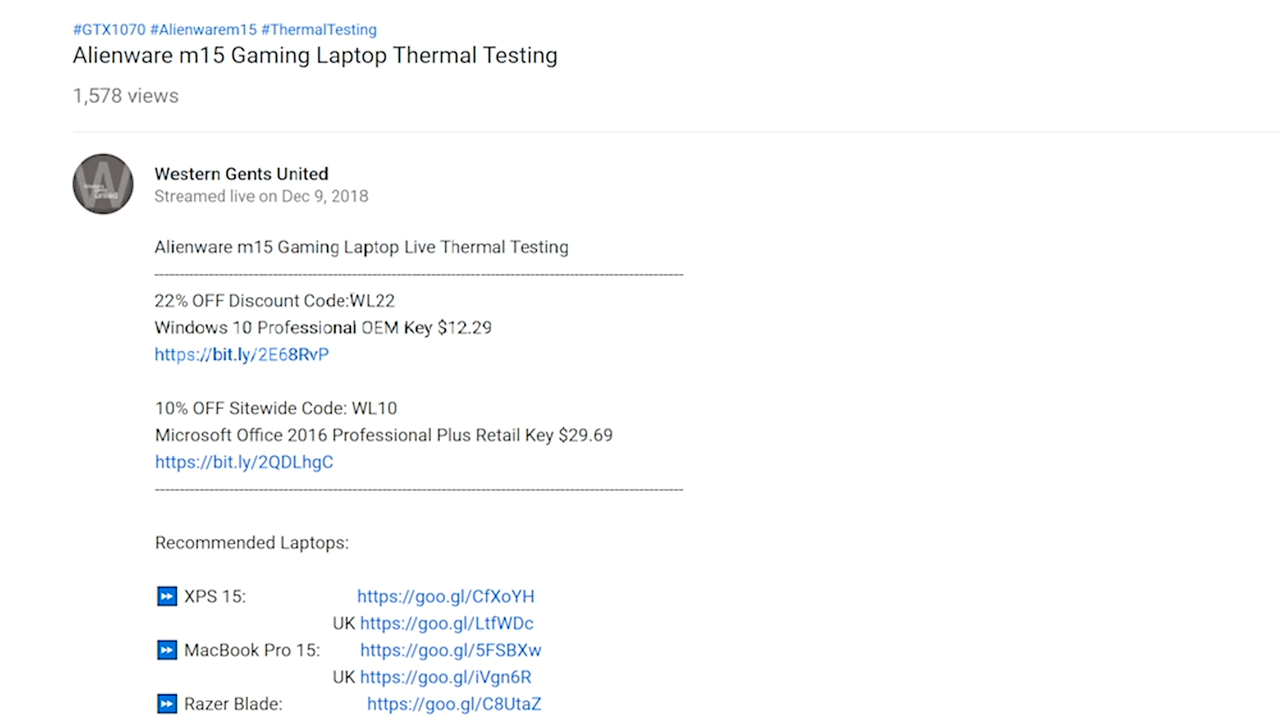 #GTX1070 #Alienwarem15 #ThermalTesting
Alienware m15 Gaming Laptop Thermal Testing
1,578 views
Western Gents United
Streamed live on Dec 9, 2018
Alienware m15 Gaming Laptop Live Thermal Testing
22% OFF Discount Code:WL22
Windows 10 Professional OEM Key $12.29
https://bit.ly/2E68RvP
10% OFF Sitewide Code: WL10
Microsoft Office 2016 Professional Plus Retail Key $29.69
https://bit.ly/2QDLhgC
Recommended Laptops:
XPS 15: https://goo.gl/CfXoYH
UK https://goo.gl/LtfWDc
MacBook Pro 15: https://goo.gl/5FSBXw
UK https://goo.gl/iVgn6R
Razer Blade: https://goo.gl/C8UtaZ